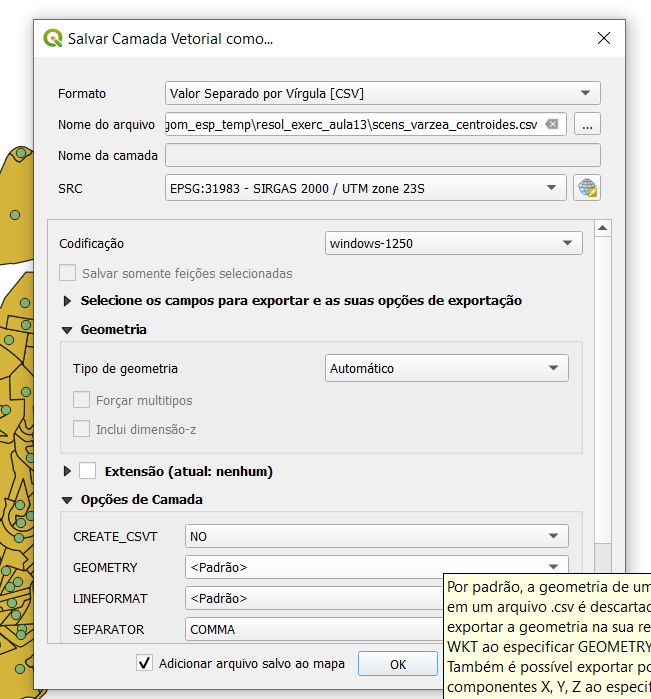 Salvar Camada Vetorial como...
Formato Valor Separado por Vírgula [CSV]
Nome do arquivo gom_esp_temp\resol_exerc_aula13\scens_varzea_centroides.csv ...
Nome da camada
SRC EPSG:31983 - SIRGAS 2000 / UTM zone 23S
Codificação windows-1250
Salvar somente feições selecionadas
Selecione os campos para exportar e as suas opções de exportação
Geometria
Tipo de geometria Automático
Forçar multitipos
Inclui dimensão-z
Extensão (atual: nenhum)
Opções de Camada
CREATE_CSVT NO
GEOMETRY <Padrão>
LINEFORMAT <Padrão>
SEPARATOR COMMA
Adicionar arquivo salvo ao mapa OK
Por padrão, a geometria de um
em um arquivo .csv é descartad
exportar a geometria na sua re
WKT ao especificar GEOMETRY
Também é possível exportar po
componentes X, Y, Z ao especif